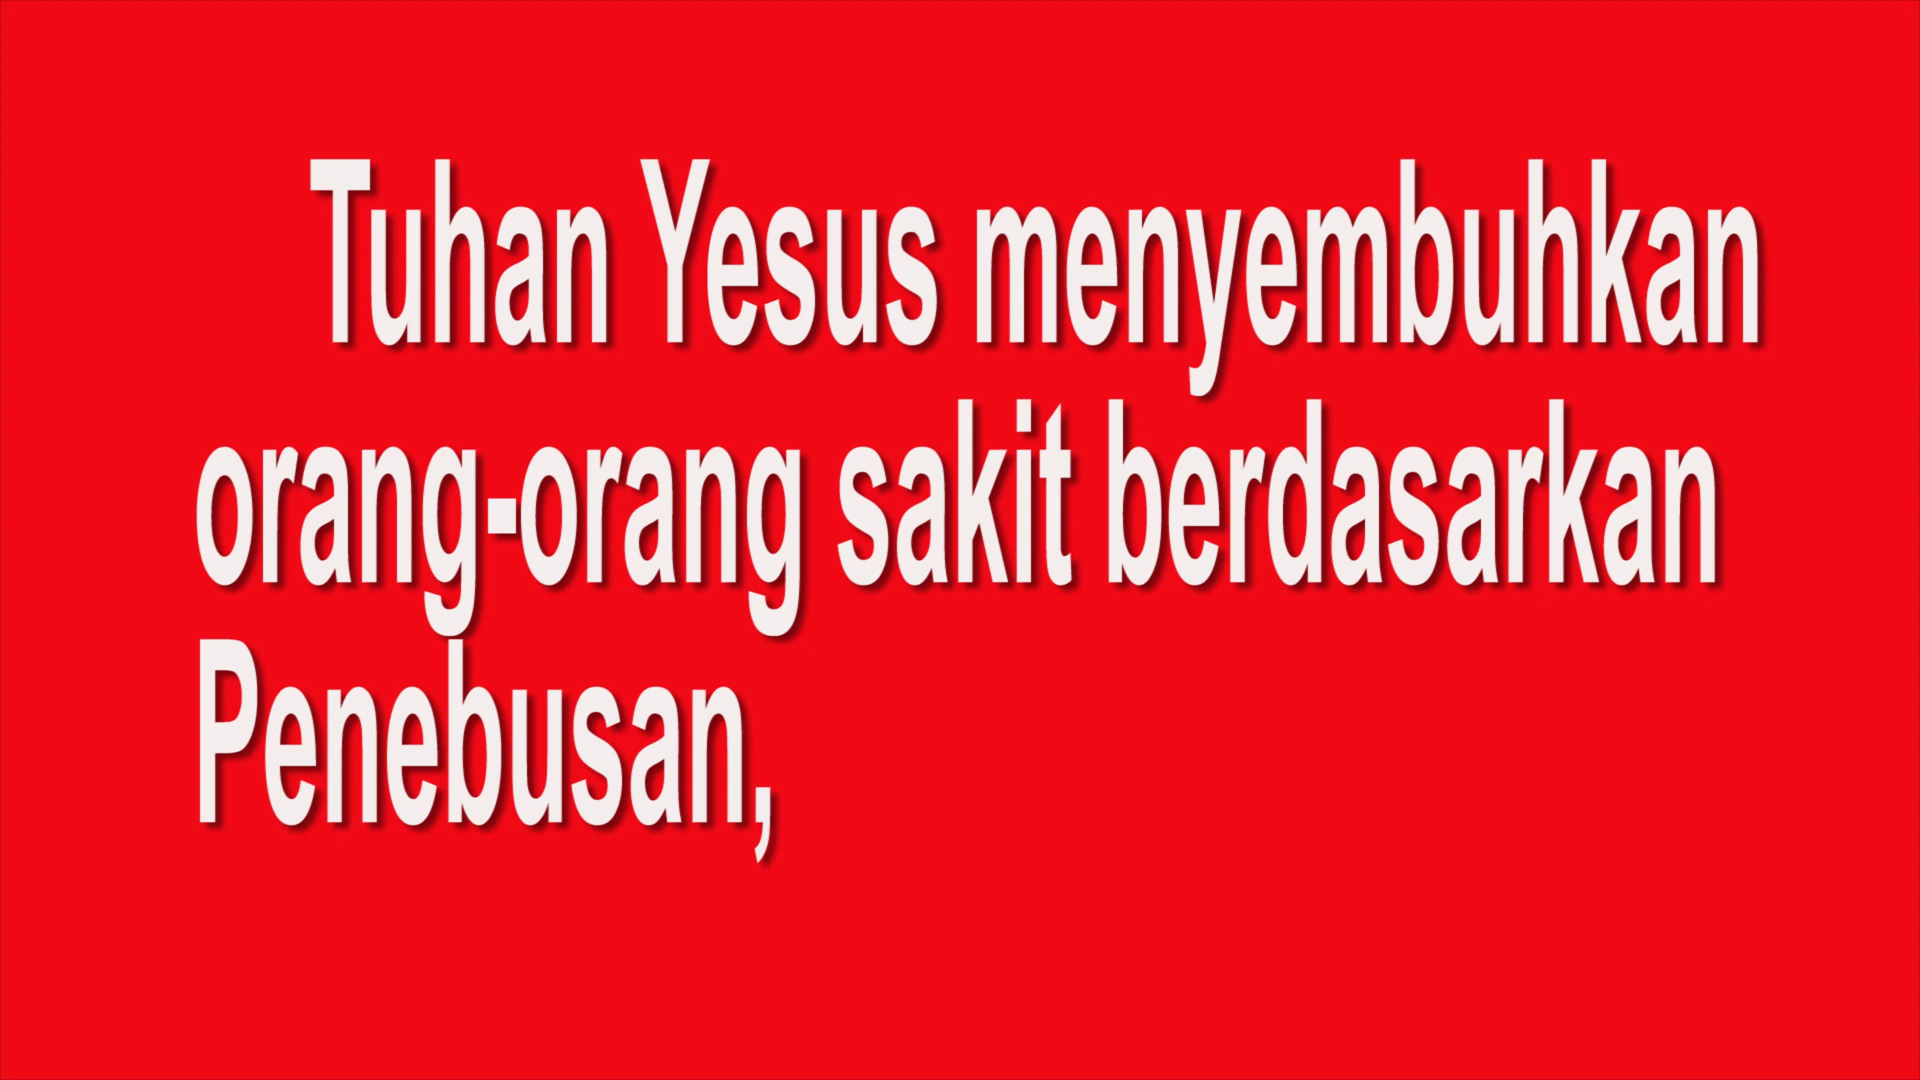 Tuhan Yesus menyembuhkan
orang-orang sakit berdasarkan
Penebusan,